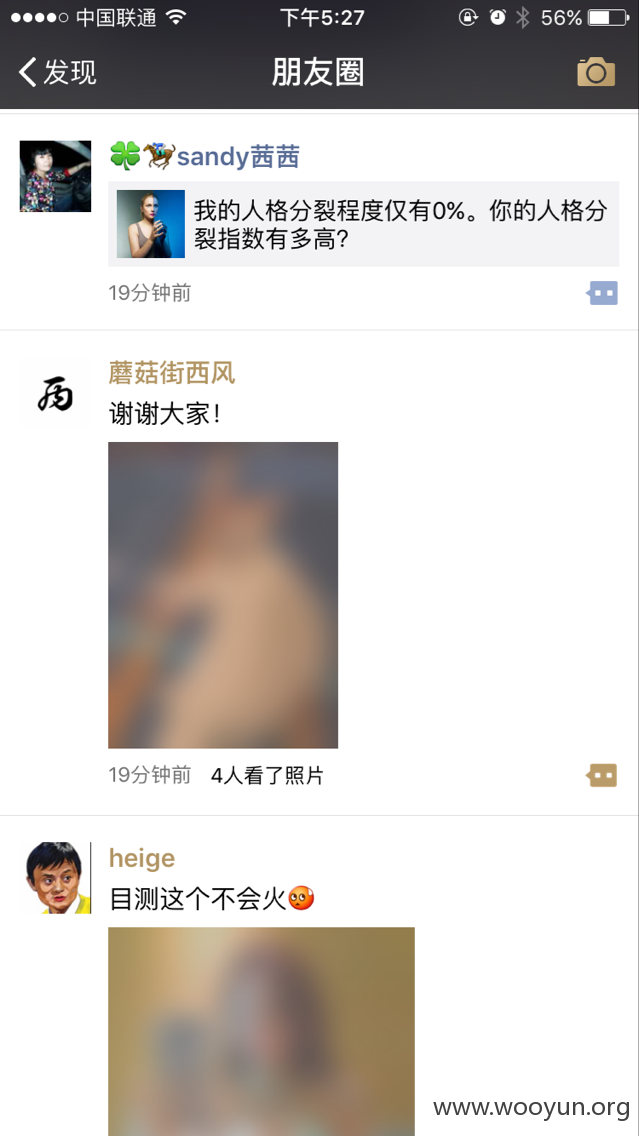 中国联通 下午5:27 56%
发现 朋友圈
🍀🏇sandy茜茜
我的人格分裂程度仅有0%。你的人格分
裂指数有多高?
19分钟前
蘑菇街西风
谢谢大家!
19分钟前 4人看了照片
heige
目测这个不会火🥺
www.wooyun.org